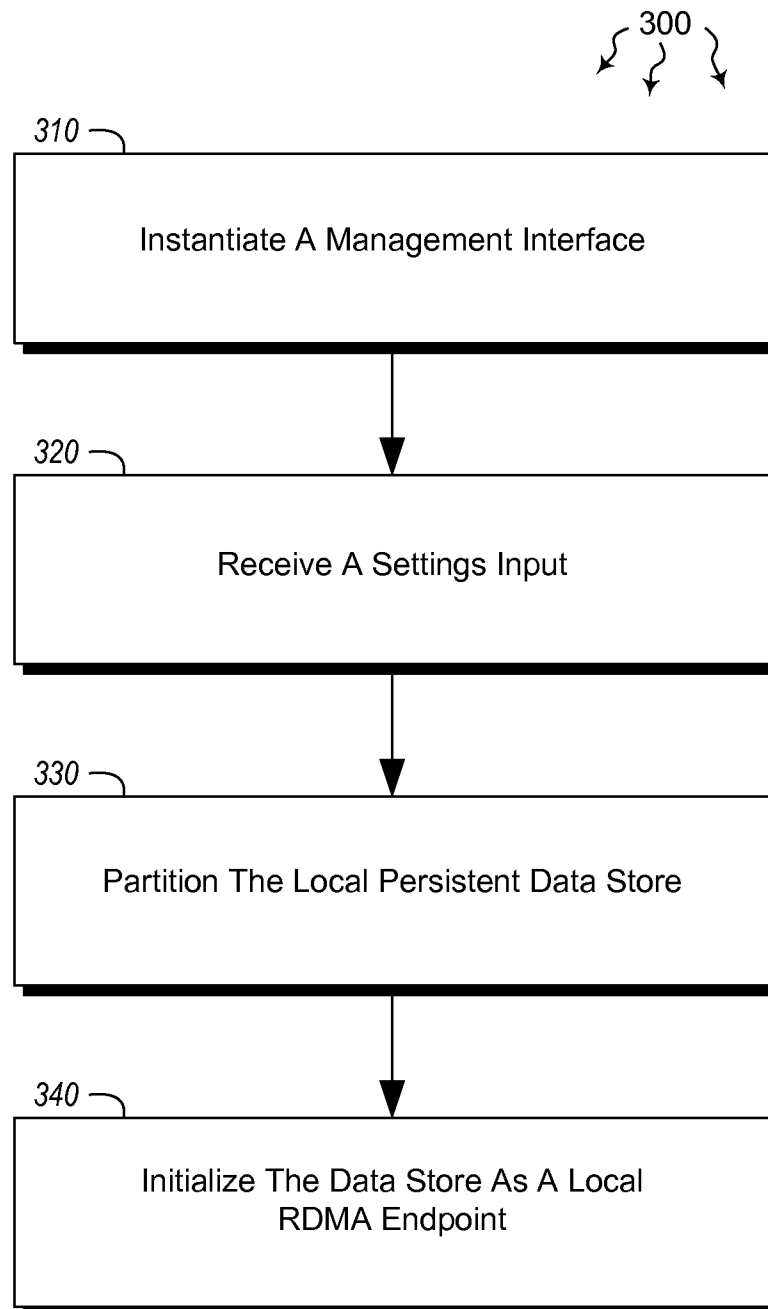 300
310
Instantiate A Management Interface
320
Receive A Settings Input
330
Partition The Local Persistent Data Store
340
Initialize The Data Store As A Local
RDMA Endpoint